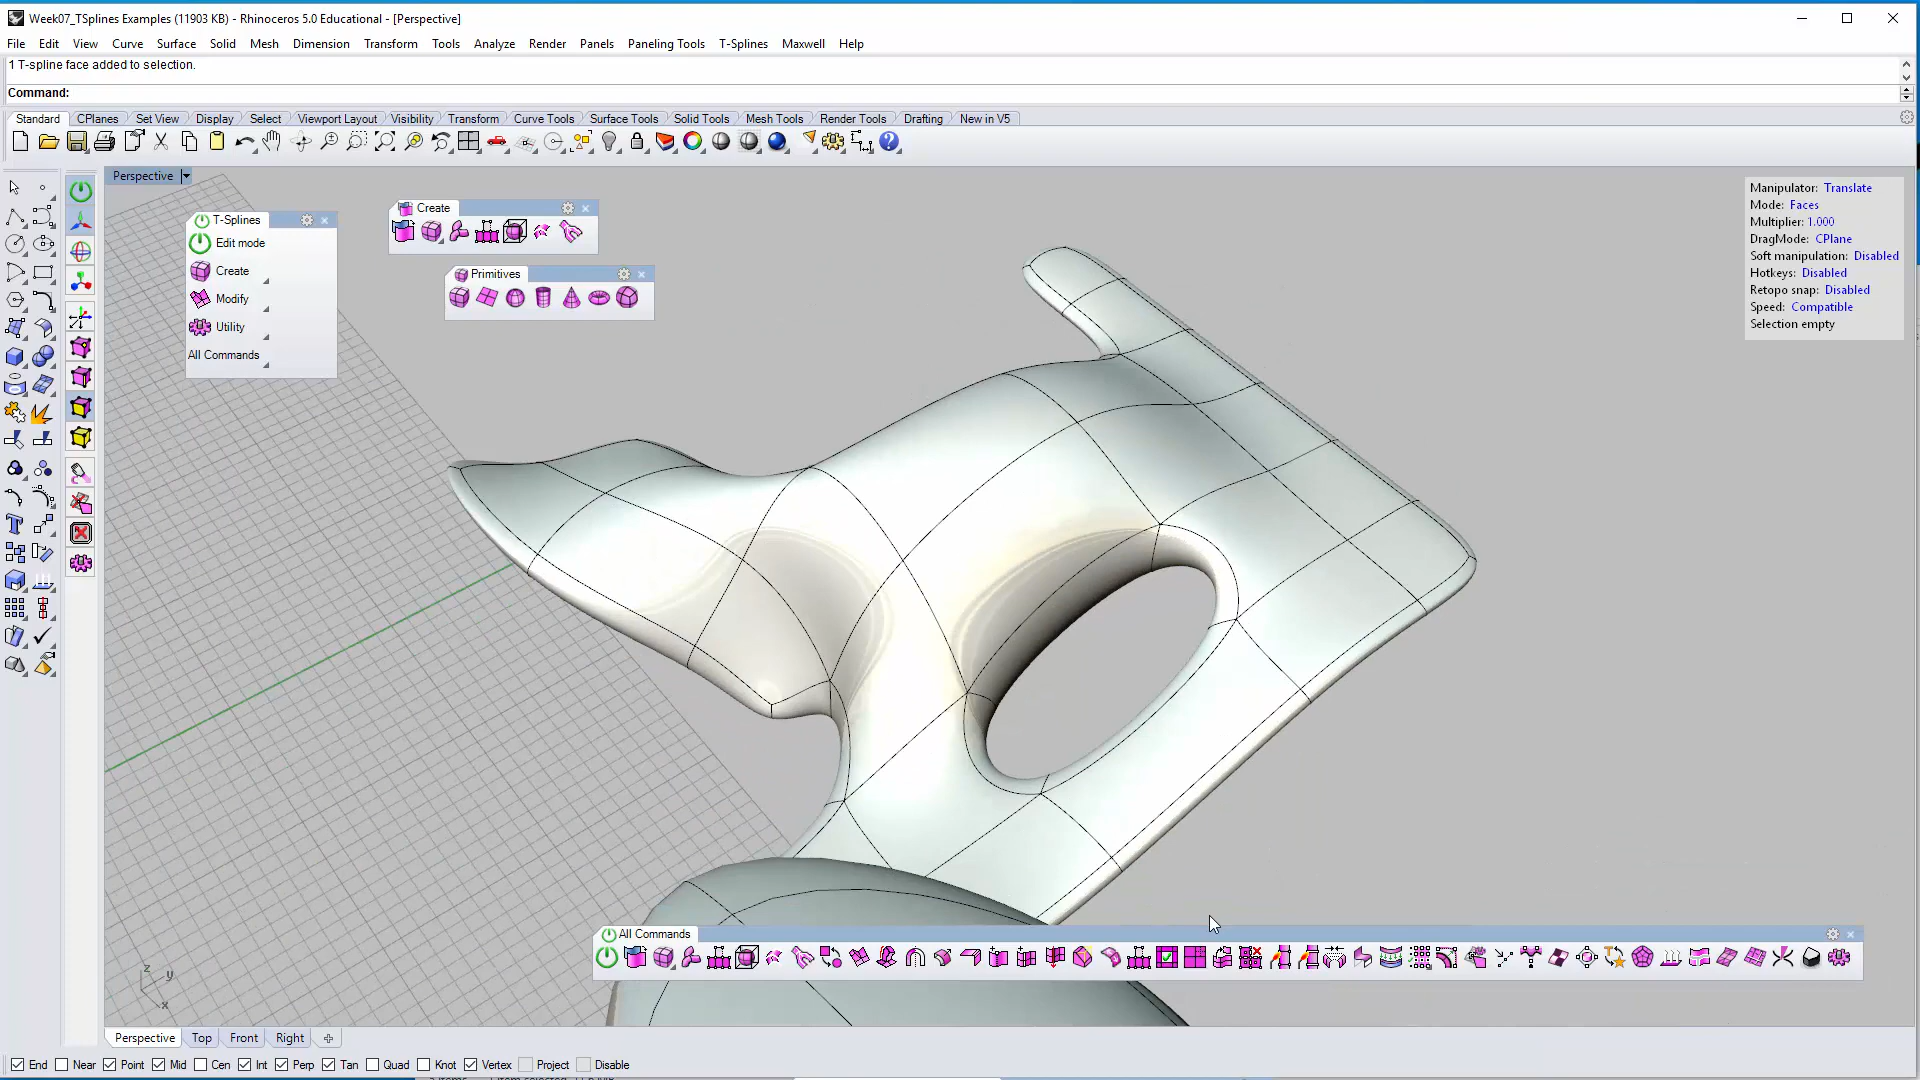 Week07_TSplines Examples (11903 KB) - Rhinoceros 5.0 Educational - [Perspective]
File Edit View Curve Surface Solid Mesh Dimension Transform Tools Analyze Render Panels Paneling Tools T-Splines Maxwell Help
1 T-spline face added to selection.
Command:
Standard CPlanes Set View Display Select Viewport Layout Visibility Transform Curve Tools Surface Tools Solid Tools Mesh Tools Render Tools Drafting New in V5
Perspective
T-Splines
Edit mode
Create
Modify
Utility
All Commands
Create
Primitives
Manipulator: Translate
Mode: Faces
Multiplier: 1.000
DragMode: CPlane
Soft manipulation: Disabled
Hotkeys: Disabled
Retopo snap: Disabled
Speed: Compatible
Selection empty
All Commands
z y
x
Perspective Top Front Right
End Near Point Mid Cen Int Perp Tan Quad Knot Vertex Project Disable